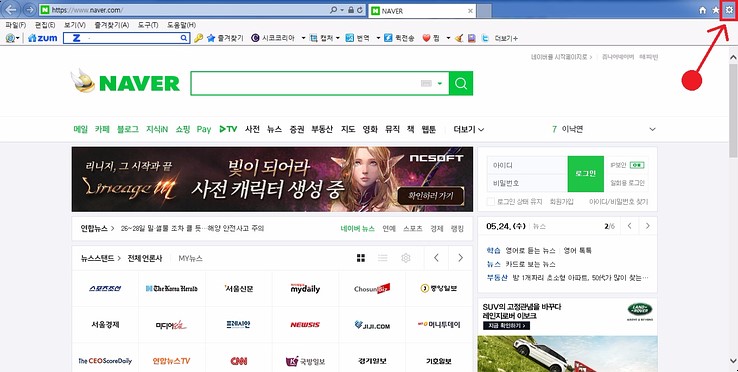 https://www.naver.com/
NAVER
파일(F) 편집(E) 보기(V) 즐겨찾기(A) 도구(T) 도움말(H)
zum 즐겨찾기 시코코리아 캡처 번역 퀵전송 찜 더보기+
네이버를 시작페이지로 쥬니어네이버 해피빈
NAVER
메일 카페 블로그 지식iN 쇼핑 Pay TV 사전 뉴스 증권 부동산 지도 영화 뮤직 책 웹툰 더보기
7 이낙연
리니지, 그 시작과 끝
Lineage M
빛이 되어라
사전 캐릭터 생성 중
NCSOFT
확인하러 가기
아이디
비밀번호
로그인
IP보안 ON
일회용 로그인
로그인 상태 유지 회원가입 아이디/비밀번호 찾기
연합뉴스 26~28일 밀 썰물 조차 클 듯…해양 안전사고 주의
네이버 뉴스 연예 스포츠 경제 랭킹
05.24. (수) 뉴스 2/6
학습 영어로 듣는 뉴스 영어 톡톡
뉴스 카드로 보는 뉴스
부동산 방 1개짜리 초소형 아파트, 50대가 많이 찾는…
뉴스스탠드 전체 언론사 MY뉴스
스포츠조선 The Korea Herald 서울신문 mydaily ChosunBiz 중앙일보
서울경제 미디어오늘 프레시안 NEWSIS JIJI.COM 머니투데이
The CEOScoreDaily 연합뉴스TV CNN 국방일보 경기일보 기호일보
SUV의 고정관념을 바꾸다
레인지로버 이보크
지금 확인하기
LAND ROVER